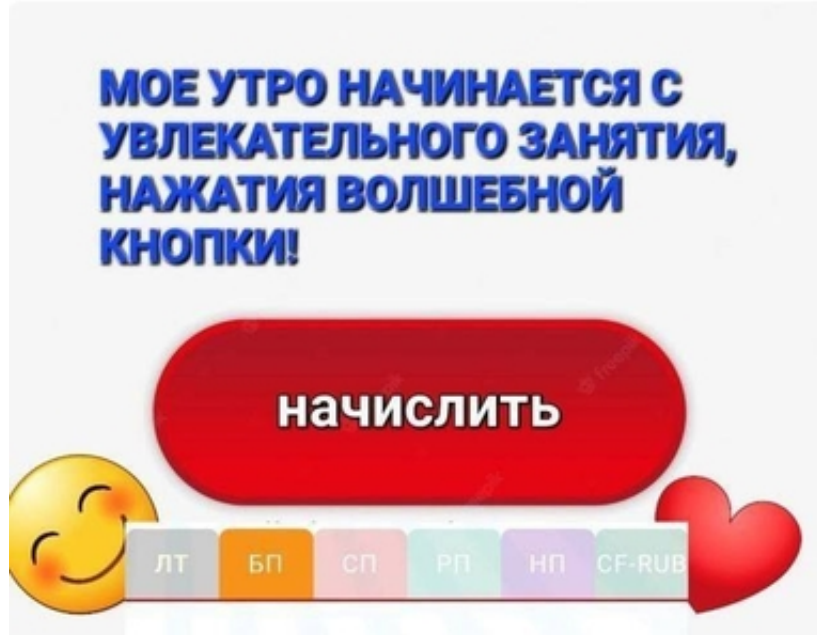 МОЕ УТРО НАЧИНАЕТСЯ С
УВЛЕКАТЕЛЬНОГО ЗАНЯТИЯ,
НАЖАТИЯ ВОЛШЕБНОЙ
КНОПКИ!
начислить
ЛТ БП СП РП НП CF-RUB